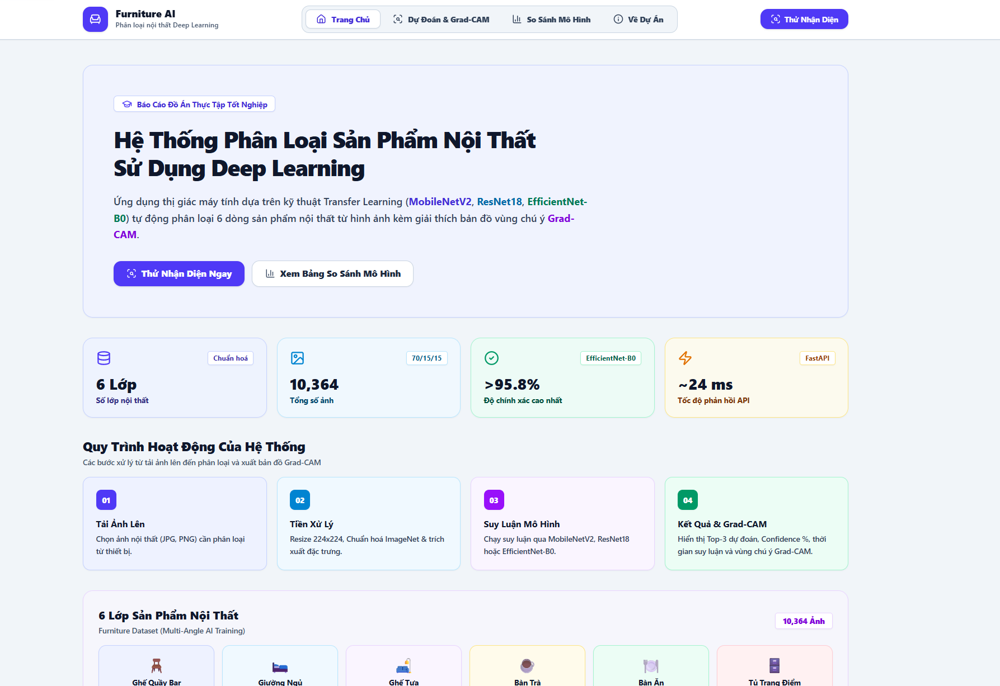 Furniture AI
Phân loại nội thất Deep Learning
Trang Chủ
Dự Đoán & Grad-CAM
So Sánh Mô Hình
Về Dự Án
Thử Nhận Diện
Báo Cáo Đồ Án Thực Tập Tốt Nghiệp
Hệ Thống Phân Loại Sản Phẩm Nội Thất
Sử Dụng Deep Learning
Ứng dụng thị giác máy tính dựa trên kỹ thuật Transfer Learning (MobileNetV2, ResNet18, EfficientNet-
B0) tự động phân loại 6 dòng sản phẩm nội thất từ hình ảnh kèm giải thích bản đồ vùng chú ý Grad-
CAM.
Thử Nhận Diện Ngay
Xem Bảng So Sánh Mô Hình
Chuẩn hoá
6 Lớp
Số lớp nội thất
70/15/15
10,364
Tổng số ảnh
EfficientNet-B0
>95.8%
Độ chính xác cao nhất
FastAPI
~24 ms
Tốc độ phản hồi API
Quy Trình Hoạt Động Của Hệ Thống
Các bước xử lý từ tải ảnh lên đến phân loại và xuất bản đồ Grad-CAM
01
Tải Ảnh Lên
Chọn ảnh nội thất (JPG, PNG) cần phân loại
từ thiết bị.
02
Tiền Xử Lý
Resize 224x224, Chuẩn hoá ImageNet & trích
xuất đặc trưng.
03
Suy Luận Mô Hình
Chạy suy luận qua MobileNetV2, ResNet18
hoặc EfficientNet-B0.
04
Kết Quả & Grad-CAM
Hiển thị Top-3 dự đoán, Confidence %, thời
gian suy luận và vùng chú ý Grad-CAM.
6 Lớp Sản Phẩm Nội Thất
Furniture Dataset (Multi-Angle AI Training)
10,364 Ảnh
Ghế Quầy Bar
Giường Ngủ
Ghế Tựa
Bàn Trà
Bàn Ăn
Tủ Trang Điểm